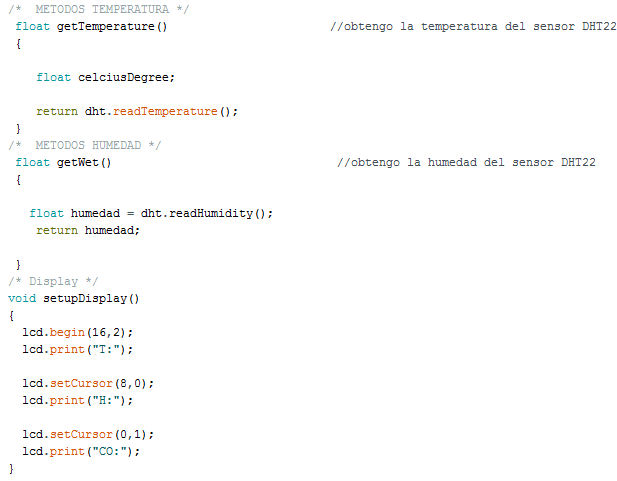 /*  METODOS TEMPERATURA */
float getTemperature()                        //obtengo la temperatura del sensor DHT22
{
float celciusDegree;
return dht.readTemperature();
}
/*  METODOS HUMEDAD */
float getWet()                                 //obtengo la humedad del sensor DHT22
{
float humedad = dht.readHumidity();
return humedad;
}
/* Display */
void setupDisplay()
{
lcd.begin(16,2);
lcd.print("T:");
lcd.setCursor(8,0);
lcd.print("H:");
lcd.setCursor(0,1);
lcd.print("CO:");
}